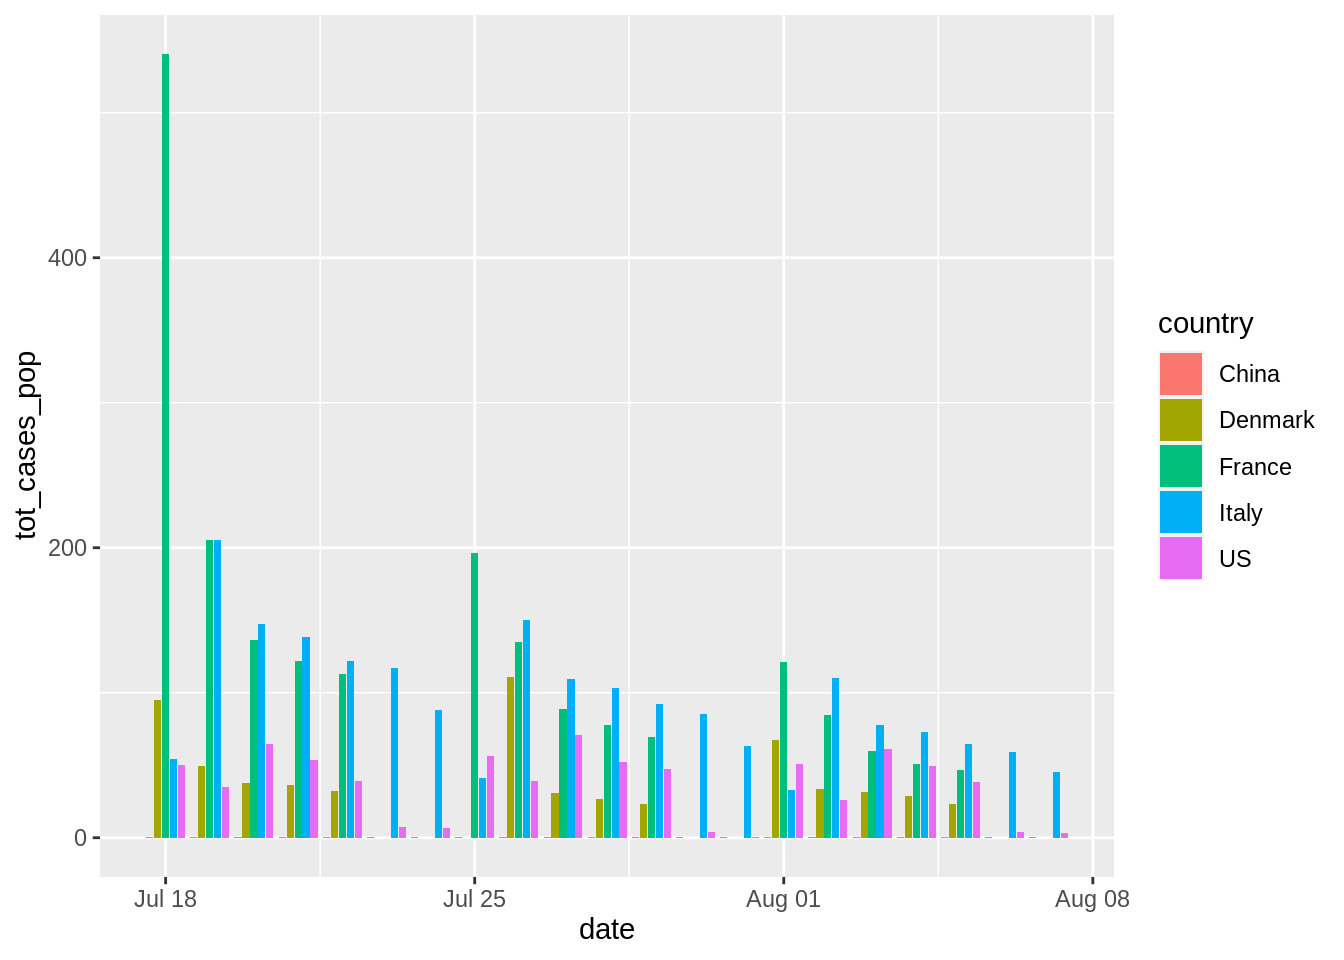 tot_cases_pop
400
200
0
Jul 18
Jul 25
Aug 01
Aug 08
date
country
China
Denmark
France
Italy
US